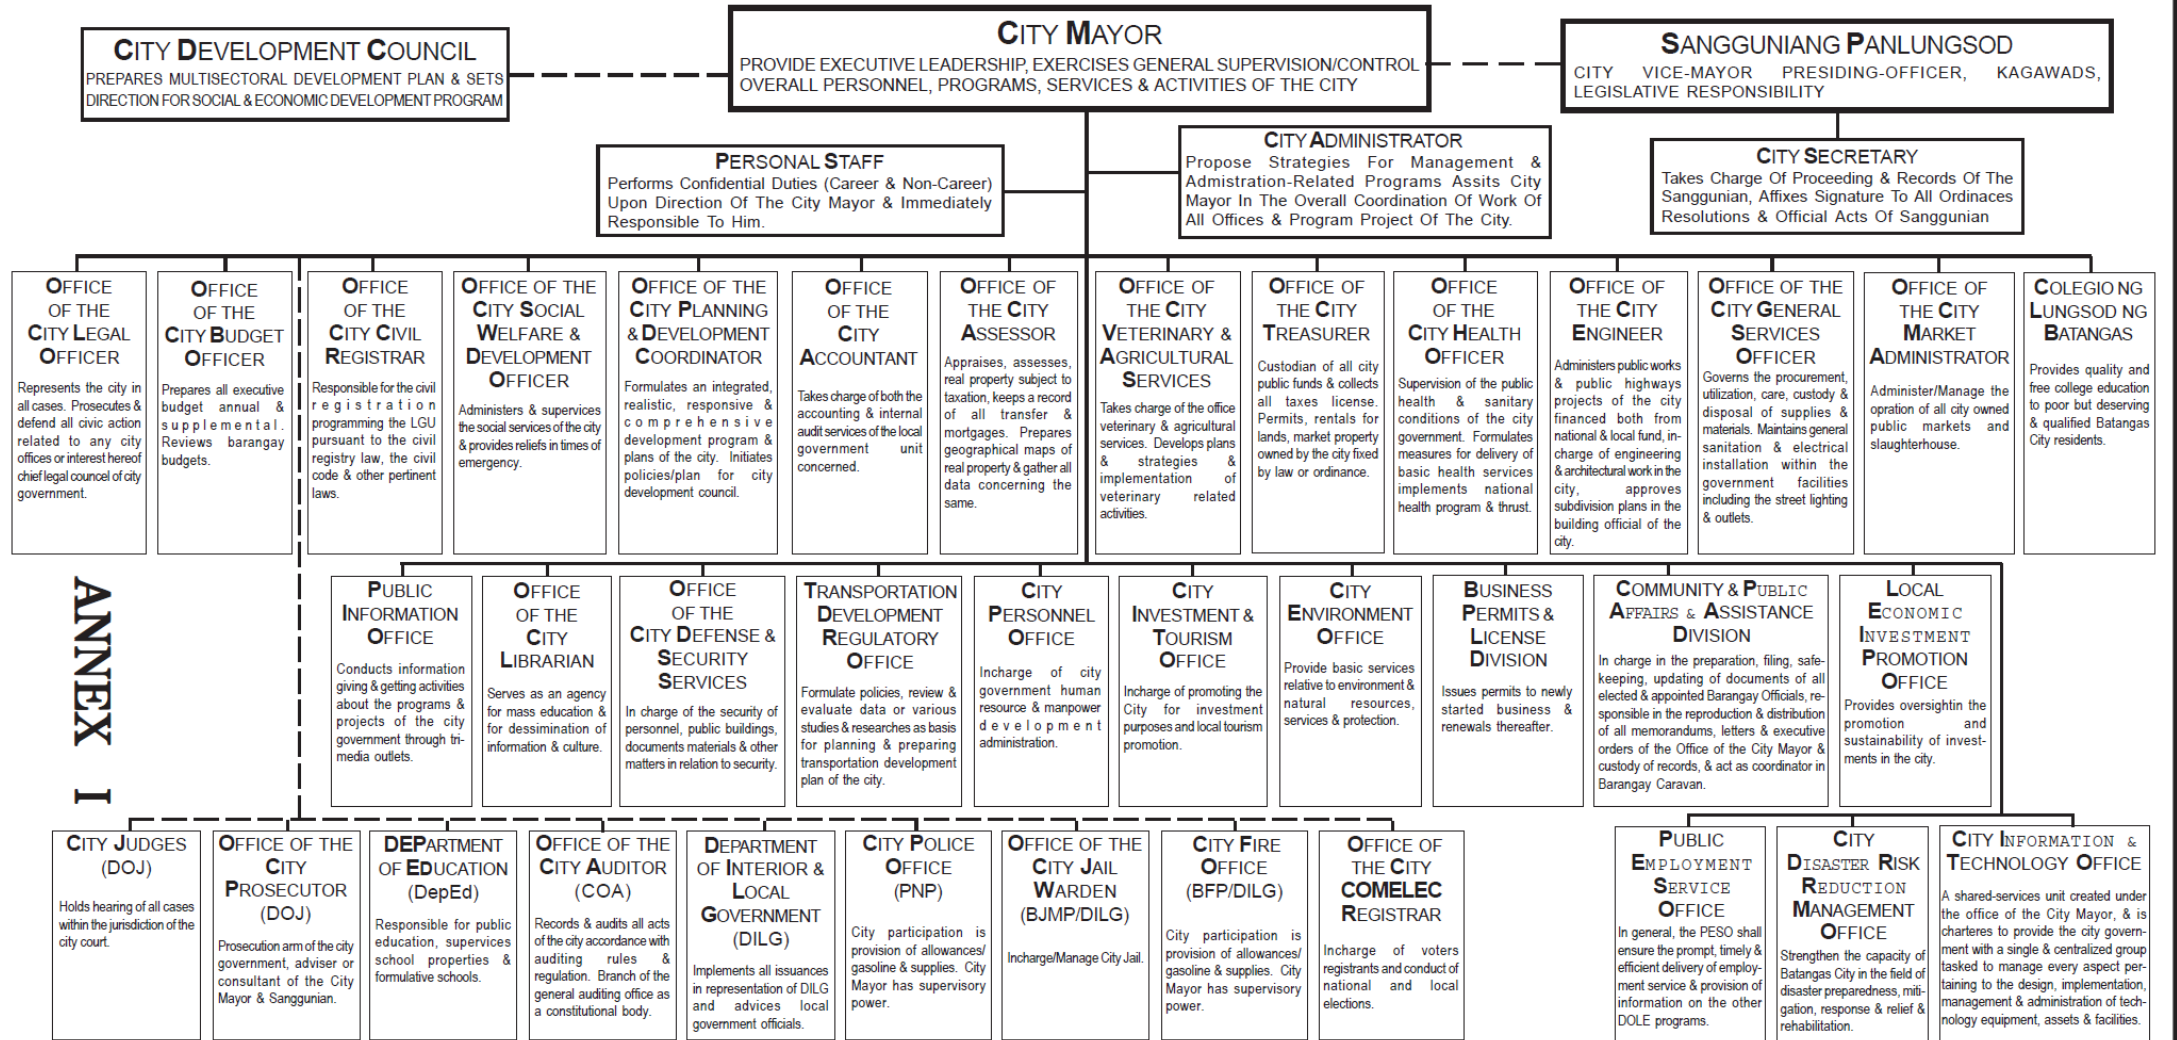 CITY DEVELOPMENT COUNCIL
PREPARES MULTISECTORAL DEVELOPMENT PLAN & SETS
DIRECTION FOR SOCIAL & ECONOMIC DEVELOPMENT PROGRAM
CITY MAYOR
PROVIDE EXECUTIVE LEADERSHIP, EXERCISES GENERAL SUPERVISION/CONTROL
OVERALL PERSONNEL, PROGRAMS, SERVICES & ACTIVITIES OF THE CITY
SANGGUNIANG PANLUNGSOD
CITY VICE-MAYOR PRESIDING-OFFICER, KAGAWADS,
LEGISLATIVE RESPONSIBILITY
PERSONAL STAFF
Performs Confidential Duties (Career & Non-Career)
Upon Direction Of The City Mayor & Immediately
Responsible To Him.
CITY ADMINISTRATOR
Propose Strategies For Management &
Admistration-Related Programs Assits City
Mayor In The Overall Coordination Of Work Of
All Offices & Program Project Of The City.
CITY SECRETARY
Takes Charge Of Proceeding & Records Of The
Sanggunian, Affixes Signature To All Ordinaces
Resolutions & Official Acts Of Sanggunian
OFFICE
OF THE
CITY LEGAL
OFFICER
Represents the city in
all cases. Prosecutes &
defend all civic action
related to any city
offices or interest hereof
chief legal councel of city
government.
OFFICE
OF THE
CITY BUDGET
OFFICER
Prepares all executive
budget annual &
supplemental.
Reviews barangay
budgets.
OFFICE
OF THE
CITY CIVIL
REGISTRAR
Responsible for the civil
registration
programming the LGU
pursuant to the civil
registry law, the civil
code & other pertinent
laws.
OFFICE OF THE
CITY SOCIAL
WELFARE &
DEVELOPMENT
OFFICER
Administers & supervises
the social services of the city
& provides reliefs in times of
emergency.
OFFICE OF THE
CITY PLANNING
& DEVELOPMENT
COORDINATOR
Formulates an integrated,
realistic, responsive &
comprehensive
development program &
plans of the city. Initiates
policies/plan for city
development council.
OFFICE
OF THE
CITY
ACCOUNTANT
Takes charge of both the
accounting & internal
audit services of the local
government unit
concerned.
OFFICE OF
THE CITY
ASSESSOR
Appraises, assesses,
real property subject to
taxation, keeps a record
of all transfer &
mortgages. Prepares
geographical maps of
real property & gather all
data concerning the
same.
OFFICE OF
THE CITY
VETERINARY &
AGRICULTURAL
SERVICES
Takes charge of the office
veterinary & agricultural
services. Develops plans
& strategies &
implementation of
veterinary related
activities.
OFFICE OF
THE CITY
TREASURER
Custodian of all city
public funds & collects
all taxes license.
Permits, rentals for
lands, market property
owned by the city fixed
by law or ordinance.
OFFICE
OF THE
CITY HEALTH
OFFICER
Supervision of the public
health & sanitary
conditions of the city
government. Formulates
measures for delivery of
basic health services
implements national
health program & thrust.
OFFICE OF
THE CITY
ENGINEER
Administers public works
& public highways
projects of the city
financed both from
national & local fund, in-
charge of engineering
& architectural work in the
city, approves
subdivision plans in the
building official of the
city.
OFFICE OF THE
CITY GENERAL
SERVICES
OFFICER
Governs the procurement,
utilization, care, custody &
disposal of supplies &
materials. Maintains general
sanitation & electrical
installation within the
government facilities
including the street lighting
& outlets.
OFFICE OF
THE CITY
MARKET
ADMINISTRATOR
Administer/Manage the
opration of all city owned
public markets and
slaughterhouse.
COLEGIO NG
LUNGSOD NG
BATANGAS
Provides quality and
free college education
to poor but deserving
& qualified Batangas
City residents.
ANNEX I
PUBLIC
INFORMATION
OFFICE
Conducts information
giving & getting activities
about the programs &
projects of the city
government through tri-
media outlets.
OFFICE
OF THE
CITY
LIBRARIAN
Serves as an agency
for mass education &
for dessimination of
information & culture.
OFFICE
OF THE
CITY DEFENSE &
SECURITY
SERVICES
In charge of the security of
personnel, public buildings,
documents materials & other
matters in relation to security.
TRANSPORTATION
DEVELOPMENT
REGULATORY
OFFICE
Formulate policies, review &
evaluate data or various
studies & researches as basis
for planning & preparing
transportation development
plan of the city.
CITY
PERSONNEL
OFFICE
Incharge of city
government human
resource & manpower
development
administration.
CITY
INVESTMENT &
TOURISM
OFFICE
Incharge of promoting the
City for investment
purposes and local tourism
promotion.
CITY
ENVIRONMENT
OFFICE
Provide basic services
relative to environment &
natural resources,
services & protection.
BUSINESS
PERMITS &
LICENSE
DIVISION
Issues permits to newly
started business &
renewals thereafter.
COMMUNITY & PUBLIC
AFFAIRS & ASSISTANCE
DIVISION
In charge in the preparation, filing, safe-
keeping, updating of documents of all
elected & appointed Barangay Officials, re-
sponsible in the reproduction & distribution
of all memorandums, letters & executive
orders of the Office of the City Mayor &
custody of records, & act as coordinator in
Barangay Caravan.
LOCAL
ECONOMIC
INVESTMENT
PROMOTION
OFFICE
Provides oversightin the
promotion and
sustainability of invest-
ments in the city.
CITY JUDGES
(DOJ)
Holds hearing of all cases
within the jurisdiction of the
city court.
OFFICE OF THE
CITY
PROSECUTOR
(DOJ)
Prosecution arm of the city
government, adviser or
consultant of the City
Mayor & Sanggunian.
DEPARTMENT
OF EDUCATION
(DepEd)
Responsible for public
education, supervices
school properties &
formulative schools.
OFFICE OF THE
CITY AUDITOR
(COA)
Records & audits all acts
of the city accordance with
auditing rules &
regulation. Branch of the
general auditing office as
a constitutional body.
DEPARTMENT
OF INTERIOR &
LOCAL
GOVERNMENT
(DILG)
Implements all issuances
in representation of DILG
and advices local
government officials.
CITY POLICE
OFFICE
(PNP)
City participation is
provision of allowances/
gasoline & supplies. City
Mayor has supervisory
power.
OFFICE OF THE
CITY JAIL
WARDEN
(BJMP/DILG)
Incharge/Manage City Jail.
CITY FIRE
OFFICE
(BFP/DILG)
City participation is
provision of allowances/
gasoline & supplies. City
Mayor has supervisory
power.
OFFICE OF
THE CITY
COMELEC
REGISTRAR
Incharge of voters
registrants and conduct of
national and local
elections.
PUBLIC
EMPLOYMENT
SERVICE
OFFICE
In general, the PESO shall
ensure the prompt, timely &
efficient delivery of employ-
ment service & provision of
information on the other
DOLE programs.
CITY
DISASTER RISK
REDUCTION
MANAGEMENT
OFFICE
Strengthen the capacity of
Batangas City in the field of
disaster preparedness, miti-
gation, response & relief &
rehabilitation.
CITY INFORMATION &
TECHNOLOGY OFFICE
A shared-services unit created under
the office of the City Mayor, & is
charteres to provide the city govern-
ment with a single & centralized group
tasked to manage every aspect per-
taining to the design, implementation,
management & administration of tech-
nology equipment, assets & facilities.